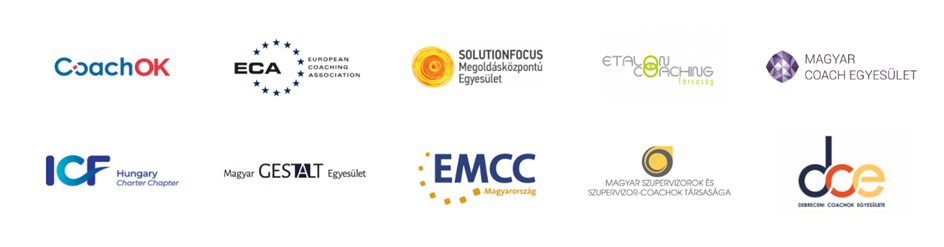 CoachOK
ECA
EUROPEAN
COACHING
ASSOCIATION
SOLUTIONFOCUS
Megoldásközpontú
Egyesület
ETALON
COACHING
Társaság
MAGYAR
COACH EGYESÜLET
ICF
Hungary
Charter Chapter
Magyar GESTALT Egyesület
EMCC
Magyarország
MAGYAR SZUPERVIZOROK ÉS
SZUPERVIZOR-COACHOK TÁRSASÁGA
dce
DEBRECENI COACHOK EGYESÜLETE